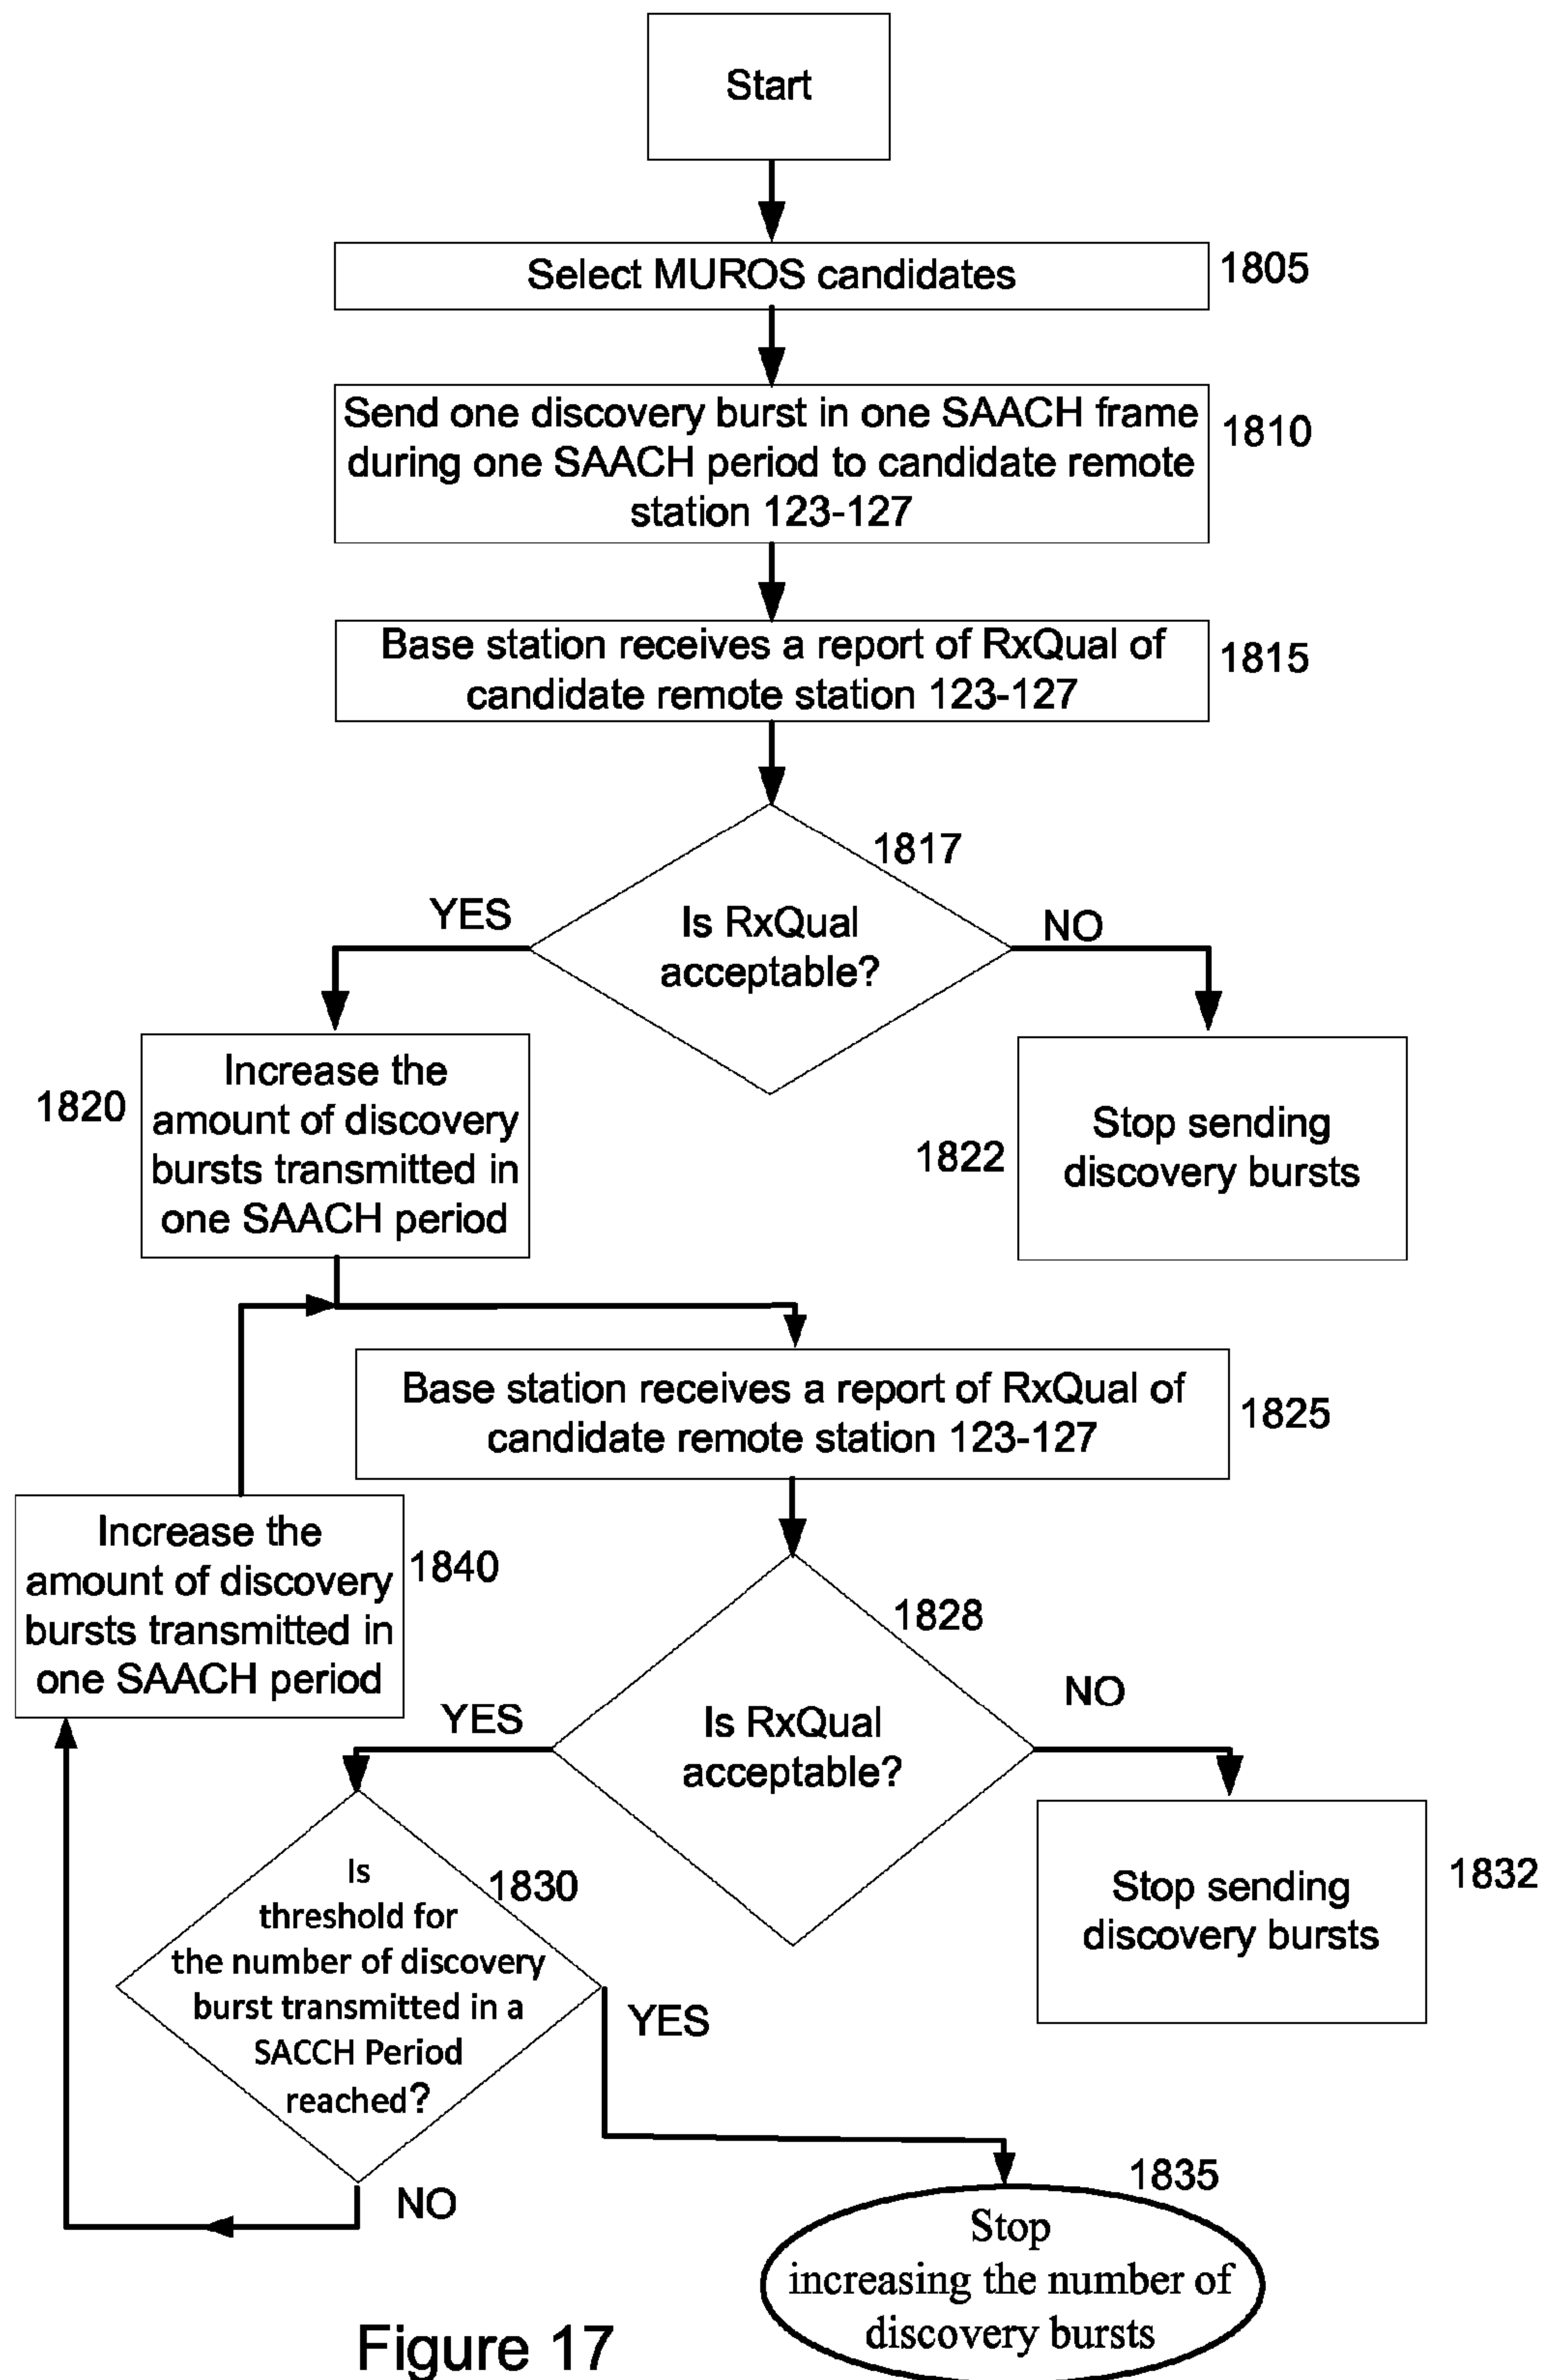 Start
Select MUROS candidates
1805
Send one discovery burst in one SAACH frame
during one SAACH period to candidate remote
station 123-127
1810
Base station receives a report of RxQual of
candidate remote station 123-127
1815
1817
Is RxQual
acceptable?
YES
NO
1820
Increase the
amount of discovery
bursts transmitted in
one SAACH period
1822
Stop sending
discovery bursts
Base station receives a report of RxQual of
candidate remote station 123-127
1825
Increase the
amount of discovery
bursts transmitted in
one SAACH period
1840
1828
Is RxQual
acceptable?
YES
NO
Is
threshold for
the number of discovery
burst transmitted in a
SACCH Period
reached?
1830
YES
NO
Stop sending
discovery bursts
1832
1835
Stop
increasing the number of
discovery bursts
Figure 17